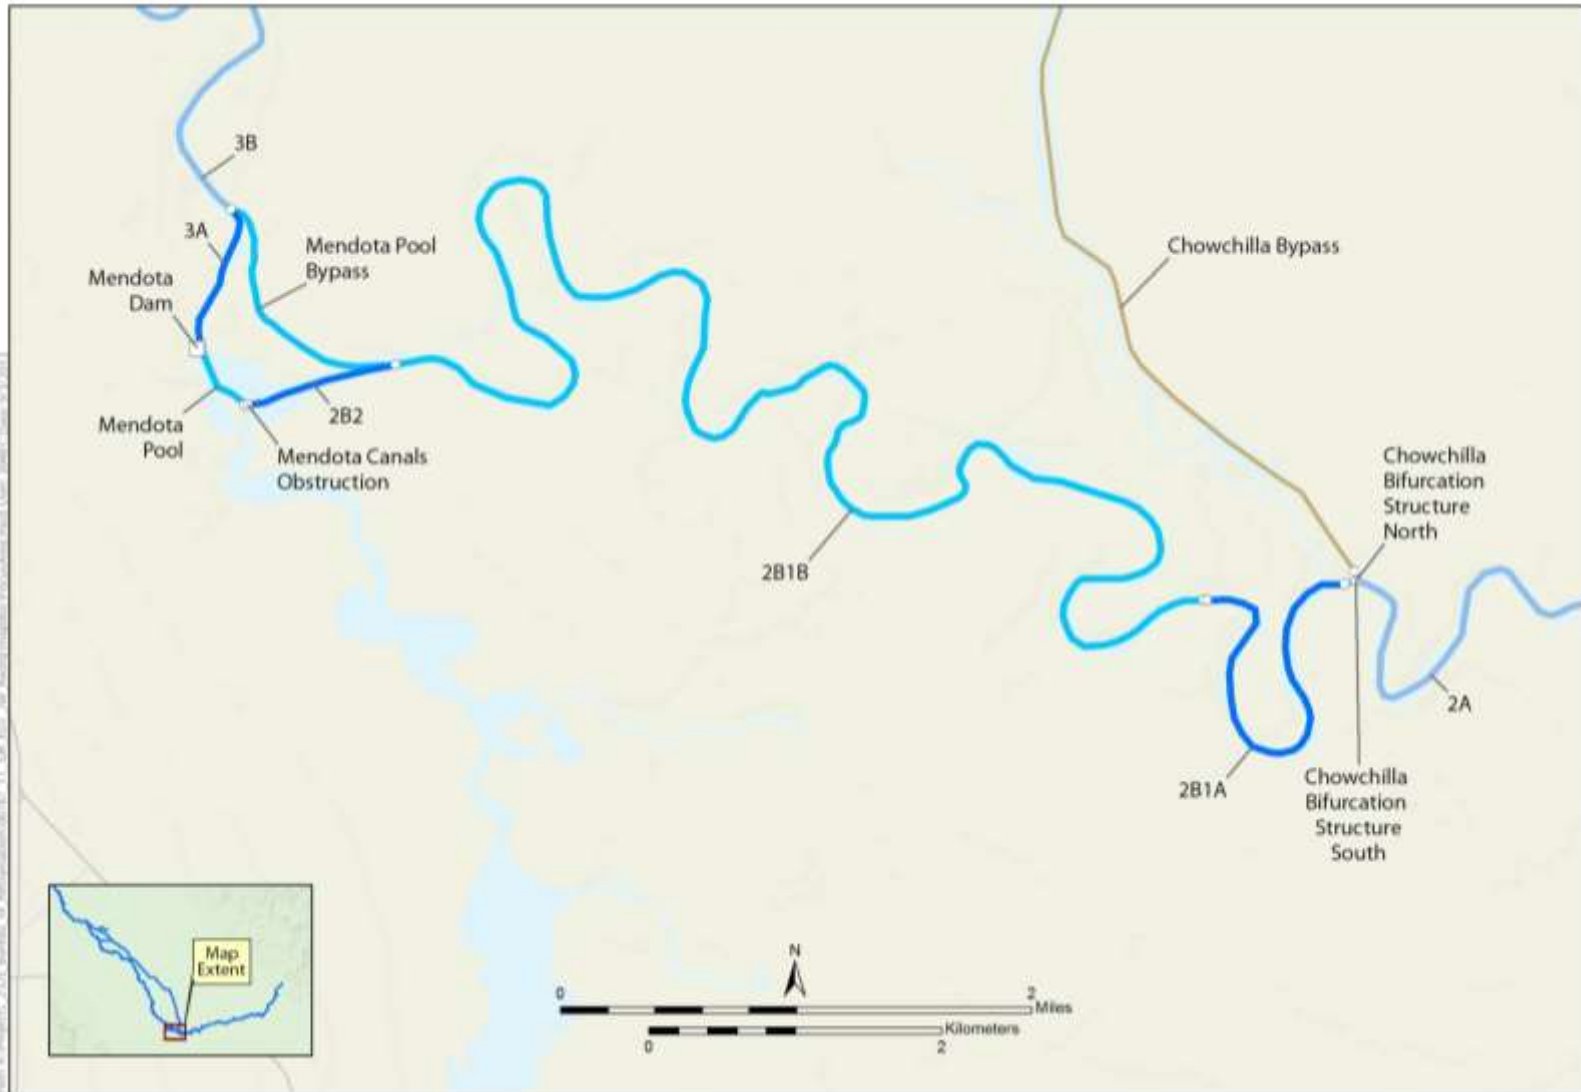 3B
3A
Mendota Pool
Bypass
Mendota
Dam
Chowchilla Bypass
2B2
Mendota
Pool
Mendota Canals
Obstruction
Chowchilla
Bifurcation
Structure
North
2B1B
2A
2B1A
Chowchilla
Bifurcation
Structure
South
Map
Extent
N
0 2
Miles
Kilometers
0 2